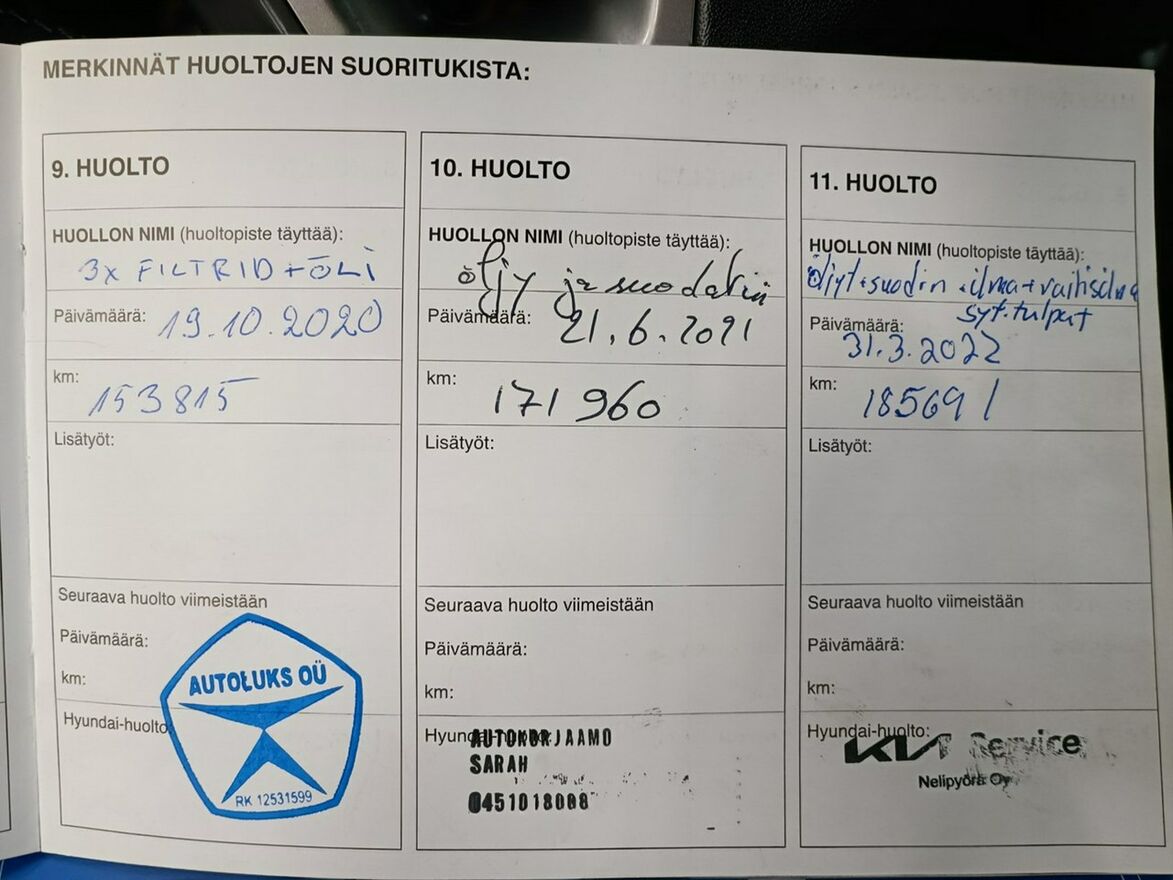 MERKINNÄT HUOLTOJEN SUORITUKISTA:
9. HUOLTO
HUOLLON NIMI (huoltopiste täyttää):
3x FILTRID + ÕLI
Päivämäärä: 19.10.2020
km: 153815
Lisätyöt:
Seuraava huolto viimeistään
Päivämäärä:
km:
Hyundai-huolto
AUTOLUKS OÜ
RK 12531599
10. HUOLTO
HUOLLON NIMI (huoltopiste täyttää):
öljy ja suodatin
Päivämäärä: 21.6.2021
km: 171960
Lisätyöt:
Seuraava huolto viimeistään
Päivämäärä:
km:
Hyundai-huolto:
AUTOKORJAAMO
SARAH
0451018008
11. HUOLTO
HUOLLON NIMI (huoltopiste täyttää):
öljyt+suodin +ilma+raitisilma
syt.tulpat
Päivämäärä: 31.3.2022
km: 185691
Lisätyöt:
Seuraava huolto viimeistään
Päivämäärä:
km:
Hyundai-huolto:
KIA Service
Nelipyörä Oy